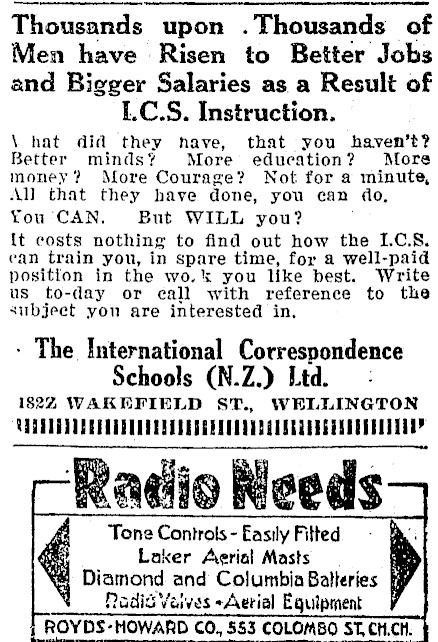 Thousands upon Thousands of
Men have Risen to Better Jobs
and Bigger Salaries as a Result of
I.C.S. Instruction.
hat did they have, that you haven't?
Better minds? More education? More
money? More Courage? Not for a minute.
All that they have done, you can do.
You CAN. But WILL you?
It costs nothing to find out how the I.C.S.
can train you, in spare time, for a well-paid
position in the wo.k you like best. Write
us to-day or call with reference to the
subject you are interested in.
The International Correspondence
Schools (N.Z.) Ltd.
182Z WAKEFIELD ST., WELLINGTON
Radio Needs
Tone Controls - Easily Fitted
Laker Aerial Masts
Diamond and Columbia Batteries
Radio Valves - Aerial Equipment
ROYDS-HOWARD CO., 553 COLOMBO ST, CH.CH.